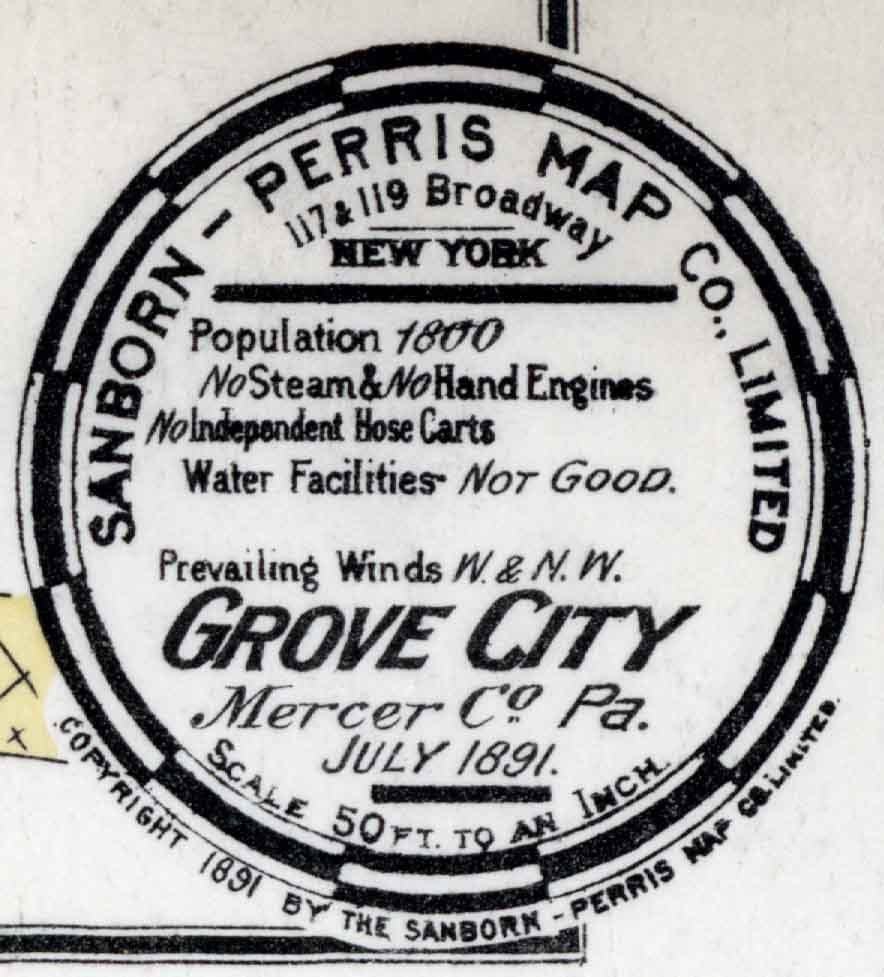 SANBORN - PERRIS MAP CO., LIMITED
117 & 119 Broadway
NEW YORK
Population 1800
No Steam & No Hand Engines
No Independent Hose Carts
Water Facilities- NOT GOOD.
Prevailing Winds W. & N. W.
GROVE CITY
Mercer Co. Pa.
JULY 1891.
SCALE 50 FT. TO AN INCH.
COPYRIGHT 1891 BY THE SANBORN - PERRIS MAP CO. LIMITED.